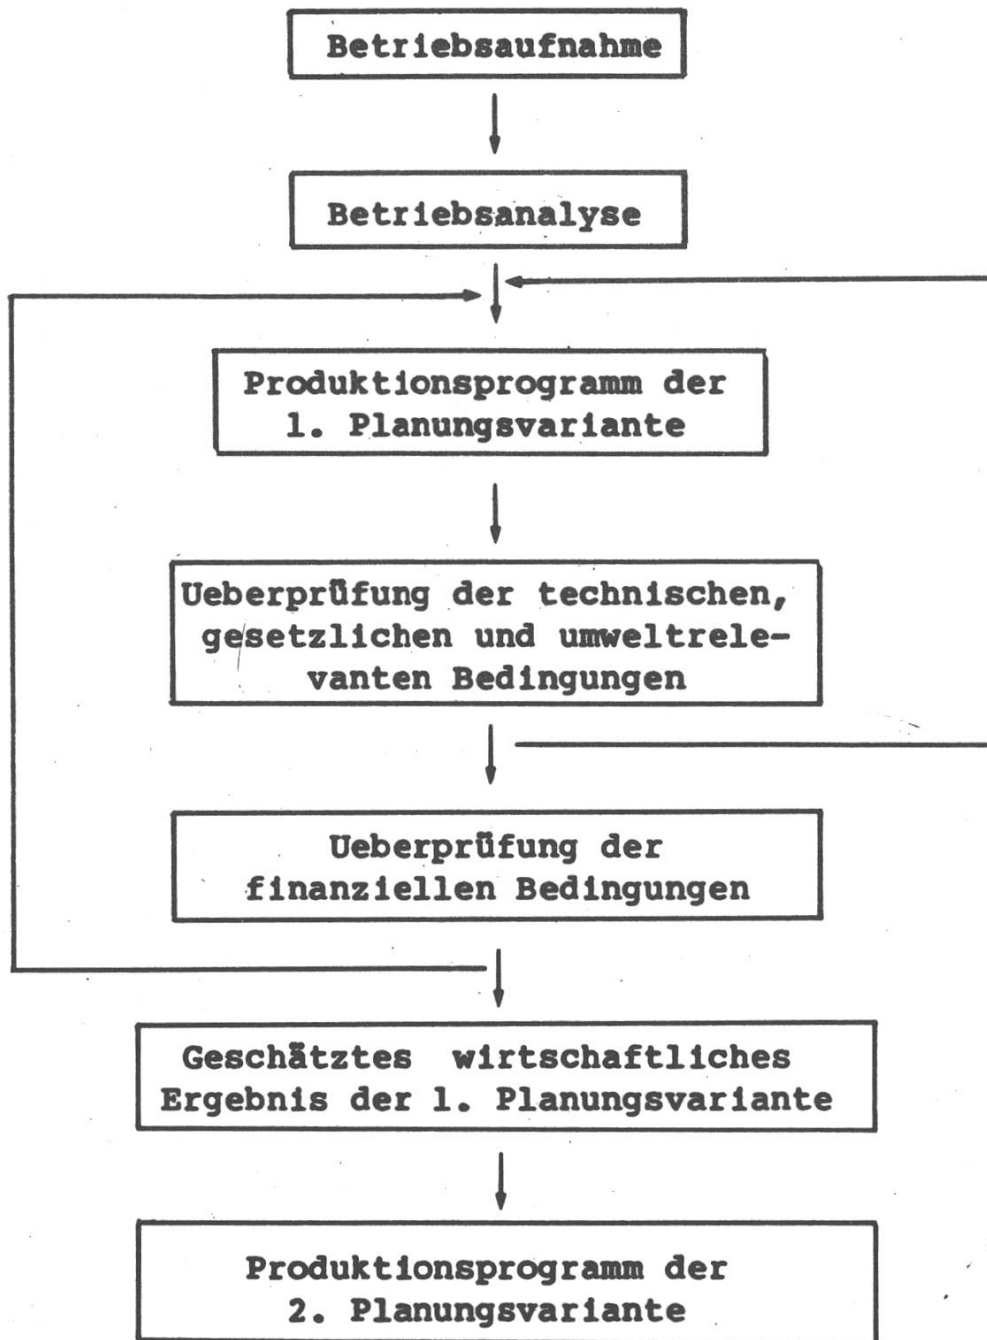 Betriebsaufnahme
Betriebsanalyse
Produktionsprogramm der
1. Planungsvariante
Ueberprüfung der technischen,
gesetzlichen und umweltrele-
vanten Bedingungen
Ueberprüfung der
finanziellen Bedingungen
Geschätztes wirtschaftliches
Ergebnis der 1. Planungsvariante
Produktionsprogramm der
2. Planungsvariante